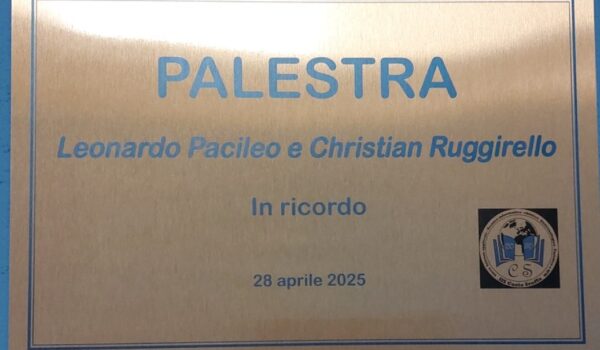 PALESTRA
Leonardo Pacileo e Christian Ruggirello
In ricordo
28 aprile 2025
CS